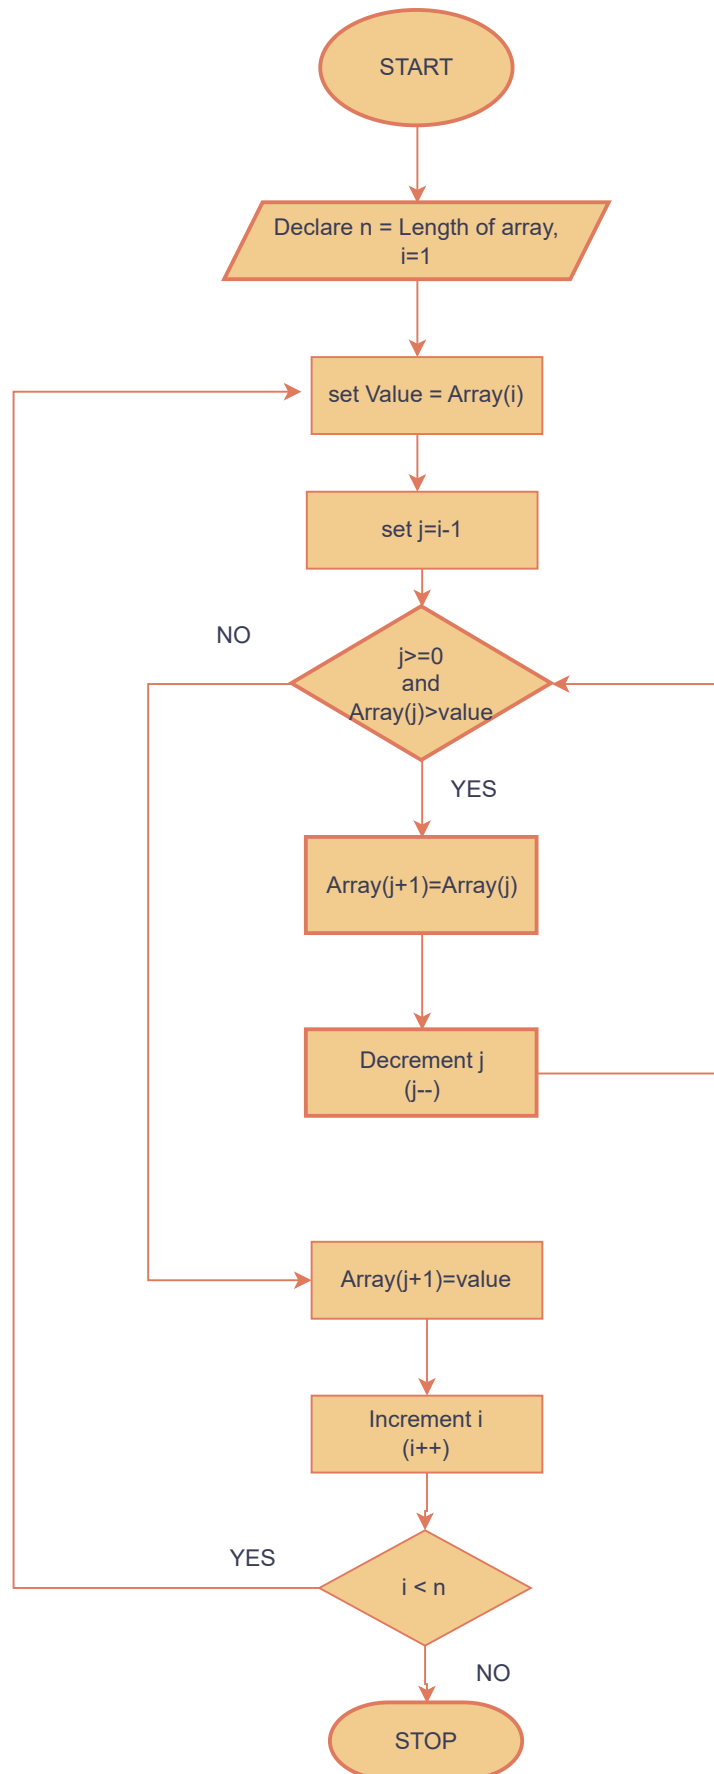 START
Declare n = Length of array,
i=1
set Value = Array(i)
set j=i-1
NO
j>=0
and
Array(j)>value
YES
Array(j+1)=Array(j)
Decrement j
(j--)
Array(j+1)=value
Increment i
(i++)
YES
i < n
NO
STOP